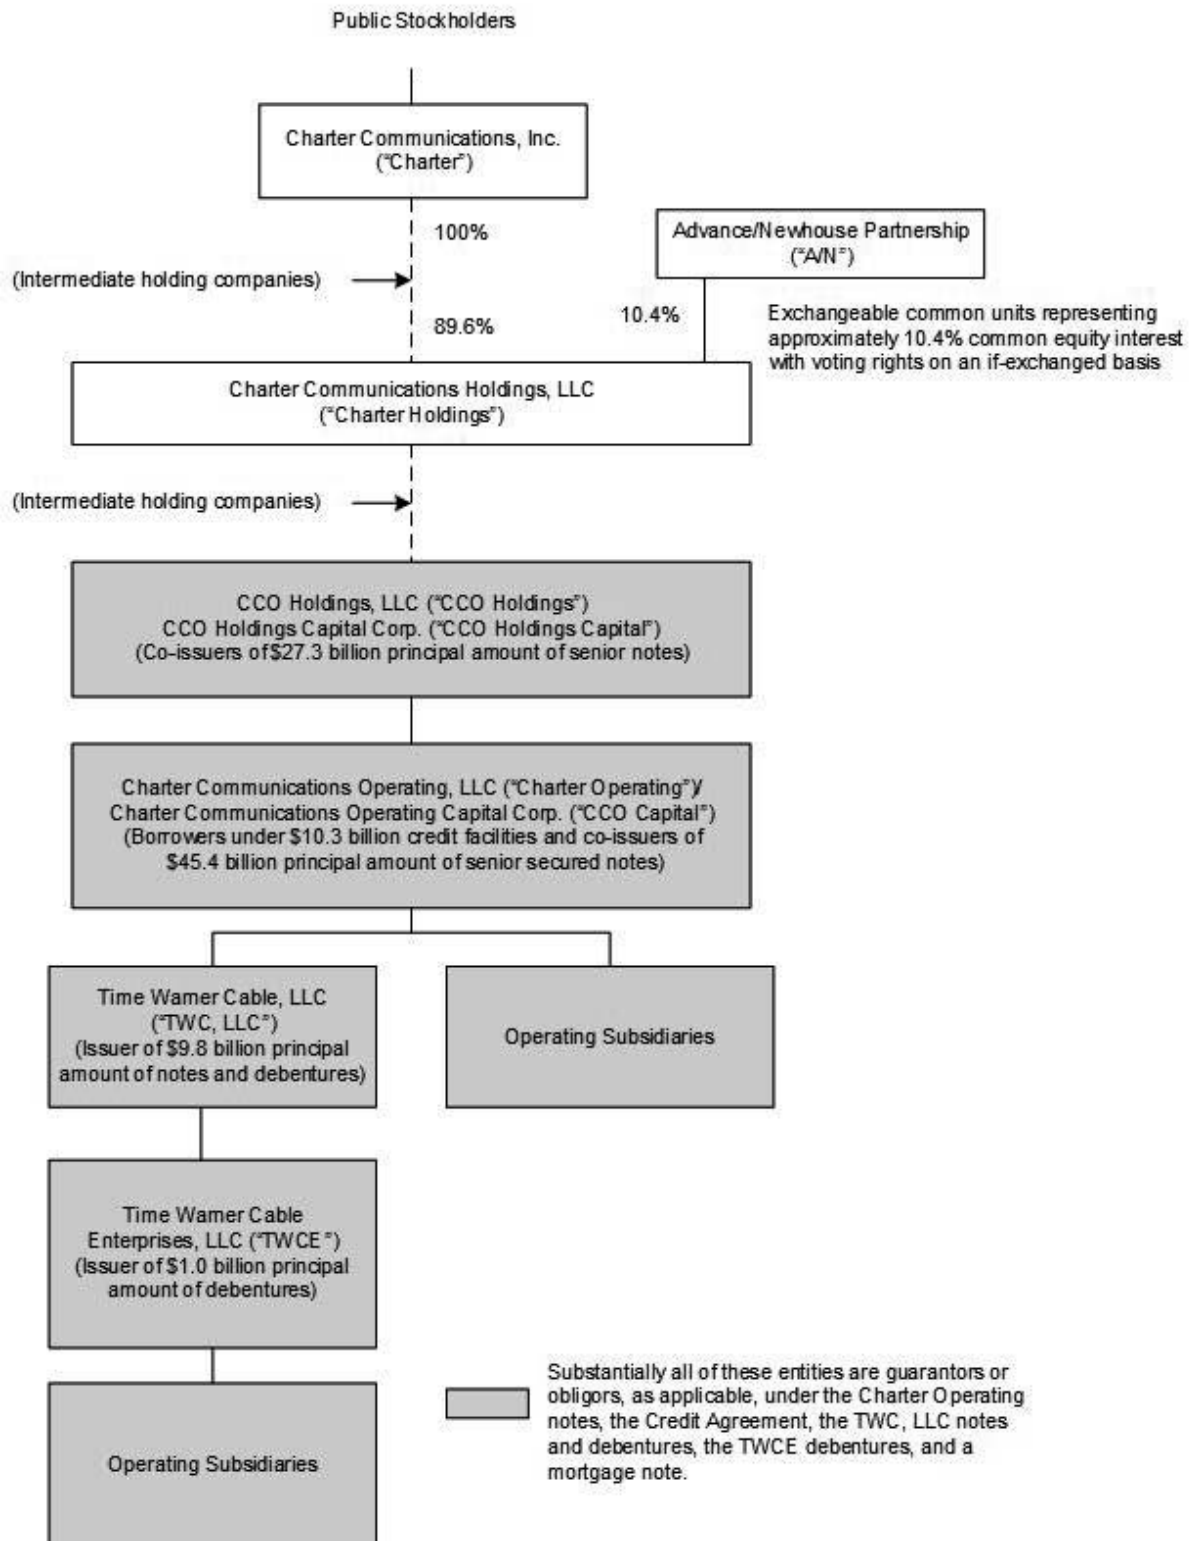 Public Stockholders
Charter Communications, Inc.
("Charter")
100%
Advance/Newhouse Partnership
("A/N")
(Intermediate holding companies)
89.6%
10.4%
Exchangeable common units representing
approximately 10.4% common equity interest
with voting rights on an if-exchanged basis
Charter Communications Holdings, LLC
("Charter Holdings")
(Intermediate holding companies)
CCO Holdings, LLC ("CCO Holdings")
CCO Holdings Capital Corp. ("CCO Holdings Capital")
(Co-issuers of $27.3 billion principal amount of senior notes)
Charter Communications Operating, LLC ("Charter Operating")/
Charter Communications Operating Capital Corp. ("CCO Capital")
(Borrowers under $10.3 billion credit facilities and co-issuers of
$45.4 billion principal amount of senior secured notes)
Time Warner Cable, LLC
("TWC, LLC")
(Issuer of $9.8 billion principal
amount of notes and debentures)
Operating Subsidiaries
Time Warner Cable
Enterprises, LLC ("TWCE")
(Issuer of $1.0 billion principal
amount of debentures)
Operating Subsidiaries
Substantially all of these entities are guarantors or
obligors, as applicable, under the Charter Operating
notes, the Credit Agreement, the TWC, LLC notes
and debentures, the TWCE debentures, and a
mortgage note.